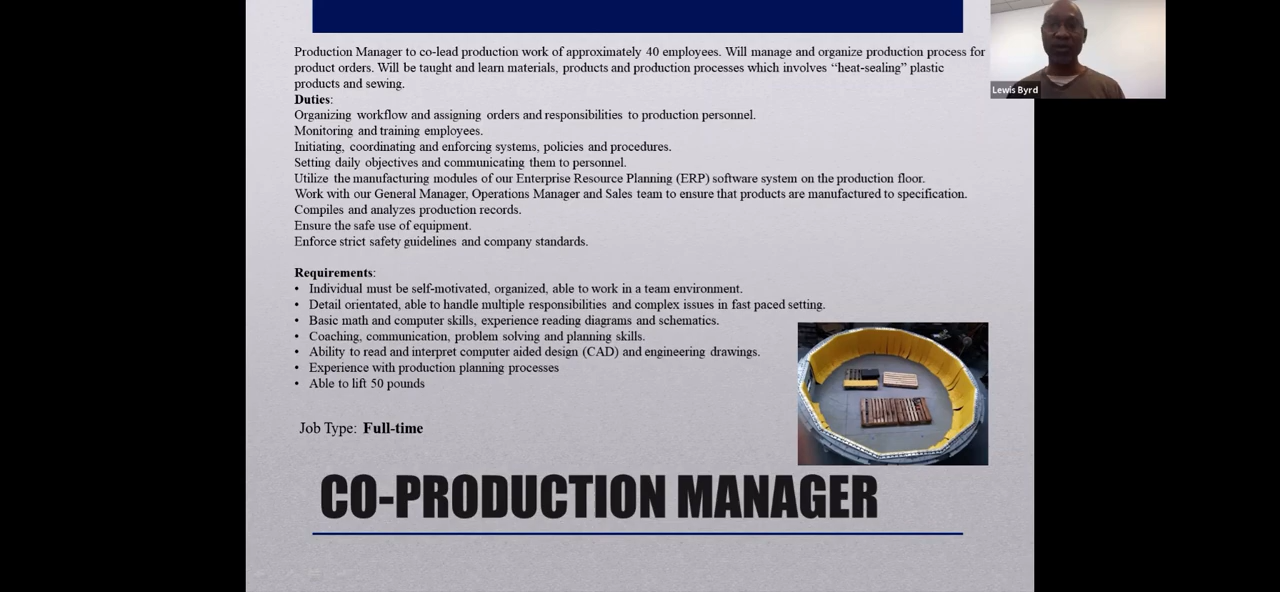 Production Manager to co-lead production work of approximately 40 employees. Will manage and organize production process for
product orders. Will be taught and learn materials, products and production processes which involves “heat-sealing” plastic
products and sewing.
Duties:
Organizing workflow and assigning orders and responsibilities to production personnel.
Monitoring and training employees.
Initiating, coordinating and enforcing systems, policies and procedures.
Setting daily objectives and communicating them to personnel.
Utilize the manufacturing modules of our Enterprise Resource Planning (ERP) software system on the production floor.
Work with our General Manager, Operations Manager and Sales team to ensure that products are manufactured to specification.
Compiles and analyzes production records.
Ensure the safe use of equipment.
Enforce strict safety guidelines and company standards.
Requirements:
• Individual must be self-motivated, organized, able to work in a team environment.
• Detail orientated, able to handle multiple responsibilities and complex issues in fast paced setting.
• Basic math and computer skills, experience reading diagrams and schematics.
• Coaching, communication, problem solving and planning skills.
• Ability to read and interpret computer aided design (CAD) and engineering drawings.
• Experience with production planning processes
• Able to lift 50 pounds
Job Type: Full-time
CO-PRODUCTION MANAGER
Lewis Byrd